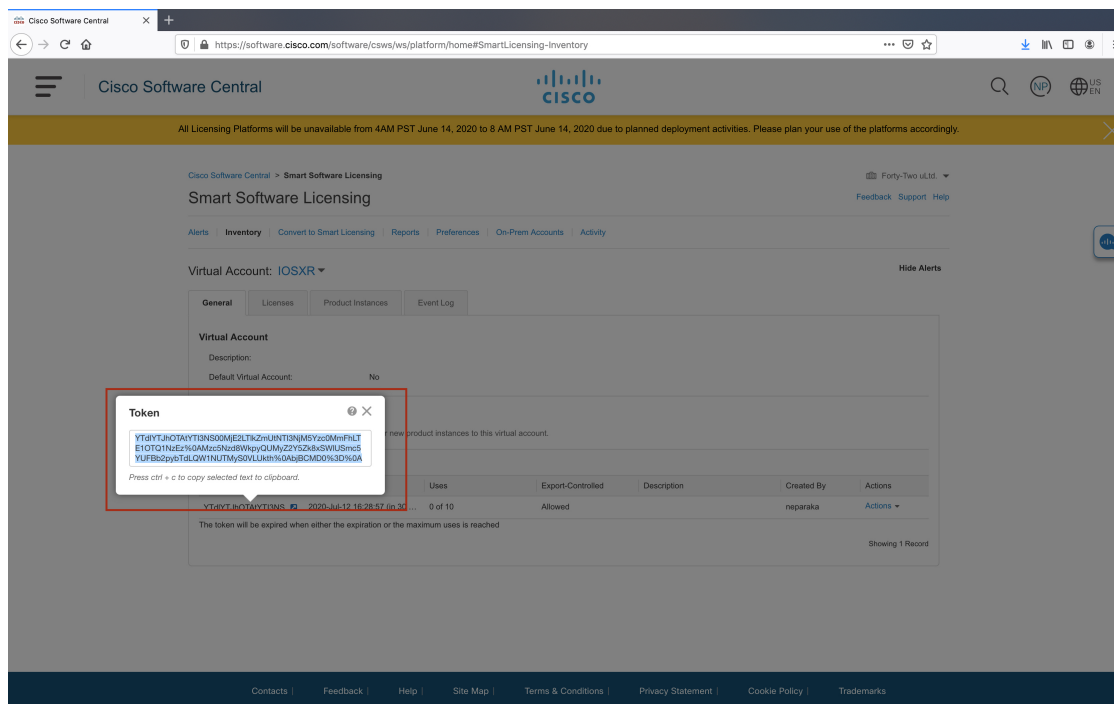 Cisco Software Central
https://software.cisco.com/software/csws/ws/platform/home#SmartLicensing-Inventory
Cisco Software Central
CISCO
NP
US
EN
All Licensing Platforms will be unavailable from 4AM PST June 14, 2020 to 8 AM PST June 14, 2020 due to planned deployment activities. Please plan your use of the platforms accordingly.
Cisco Software Central > Smart Software Licensing
Forty-Two uLtd.
Smart Software Licensing
Feedback Support Help
Alerts | Inventory | Convert to Smart Licensing | Reports | Preferences | On-Prem Accounts | Activity
Virtual Account: IOSXR
Hide Alerts
General Licenses Product Instances Event Log
Virtual Account
Description:
Default Virtual Account: No
Token
new product instances to this virtual account.
Press ctrl + c to copy selected text to clipboard.
Uses Export-Controlled Description Created By Actions
2020-Jul-12 16:28:57 (in 30 ... 0 of 10 Allowed neparaka Actions
The token will be expired when either the expiration or the maximum uses is reached
Showing 1 Record
Contacts | Feedback | Help | Site Map | Terms & Conditions | Privacy Statement | Cookie Policy | Trademarks